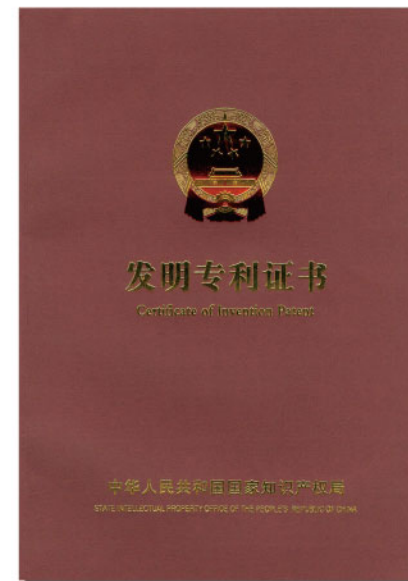 发明专利证书
Certificate of Invention Patent
中华人民共和国国家知识产权局
STATE INTELLECTUAL PROPERTY OFFICE OF THE PEOPLE'S REPUBLIC OF CHINA